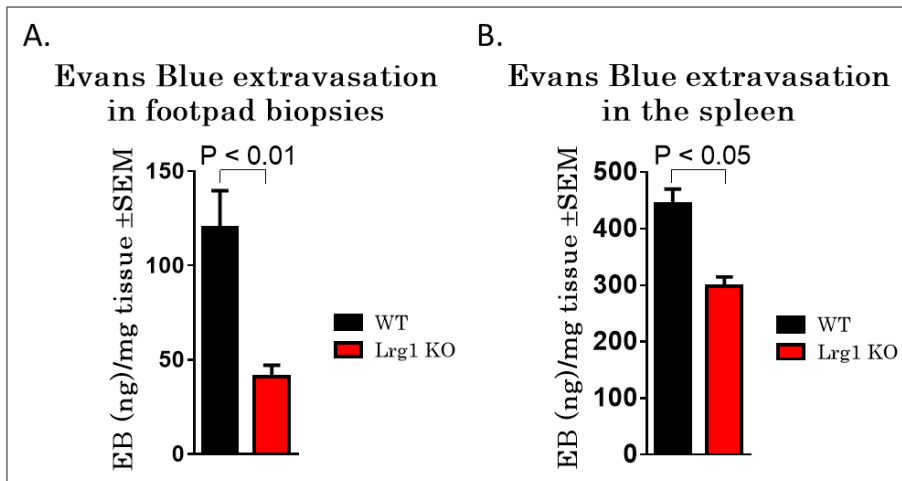 A.
Evans Blue extravasation
in footpad biopsies
P < 0.01
EB (ng)/mg tissue ±SEM
150
100
50
0
WT
Lrg1 KO
B.
Evans Blue extravasation
in the spleen
P < 0.05
EB (ng)/mg tissue ±SEM
500
400
300
200
100
0
WT
Lrg1 KO